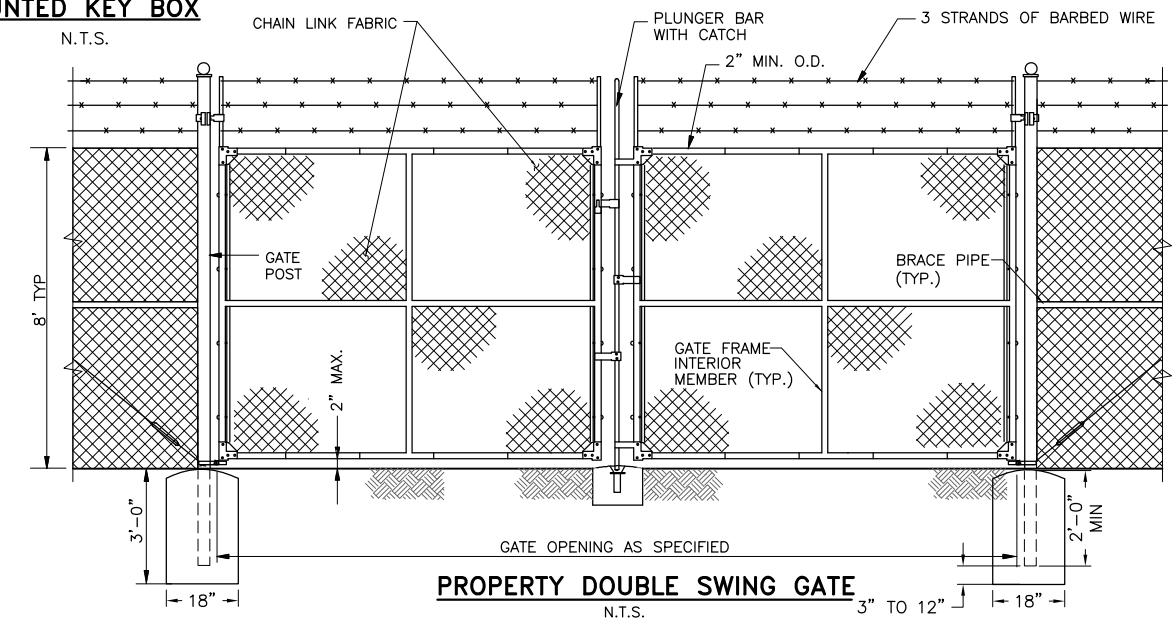 UNTED KEY BOX
N.T.S.
CHAIN LINK FABRIC
PLUNGER BAR
WITH CATCH
3 STRANDS OF BARBED WIRE
2" MIN. O.D.
GATE
POST
BRACE PIPE
(TYP.)
8' TYP
2" MAX.
GATE FRAME
INTERIOR
MEMBER (TYP.)
3'-0"
2'-0"
MIN
GATE OPENING AS SPECIFIED
18"
PROPERTY DOUBLE SWING GATE
N.T.S.
3" TO 12"
18"